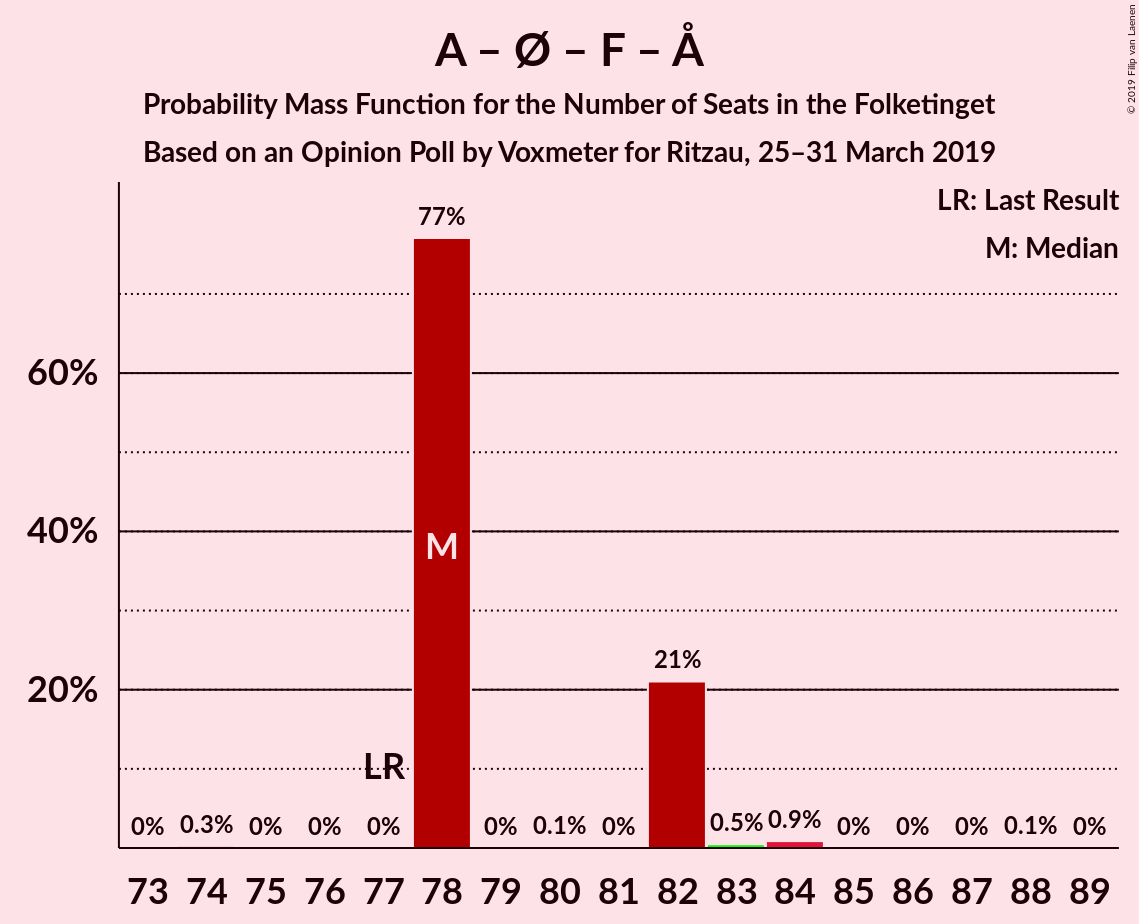 A – Ø – F – Å
Probability Mass Function for the Number of Seats in the Folketinget
Based on an Opinion Poll by Voxmeter for Ritzau, 25–31 March 2019
© 2019 Filip van Laenen
LR: Last Result
M: Median
77%
60%
M
40%
21%
20%
LR
0% 0.3% 0% 0% 0% 0% 0.1% 0% 0.5% 0.9% 0% 0% 0% 0.1% 0%
73 74 75 76 77 78 79 80 81 82 83 84 85 86 87 88 89